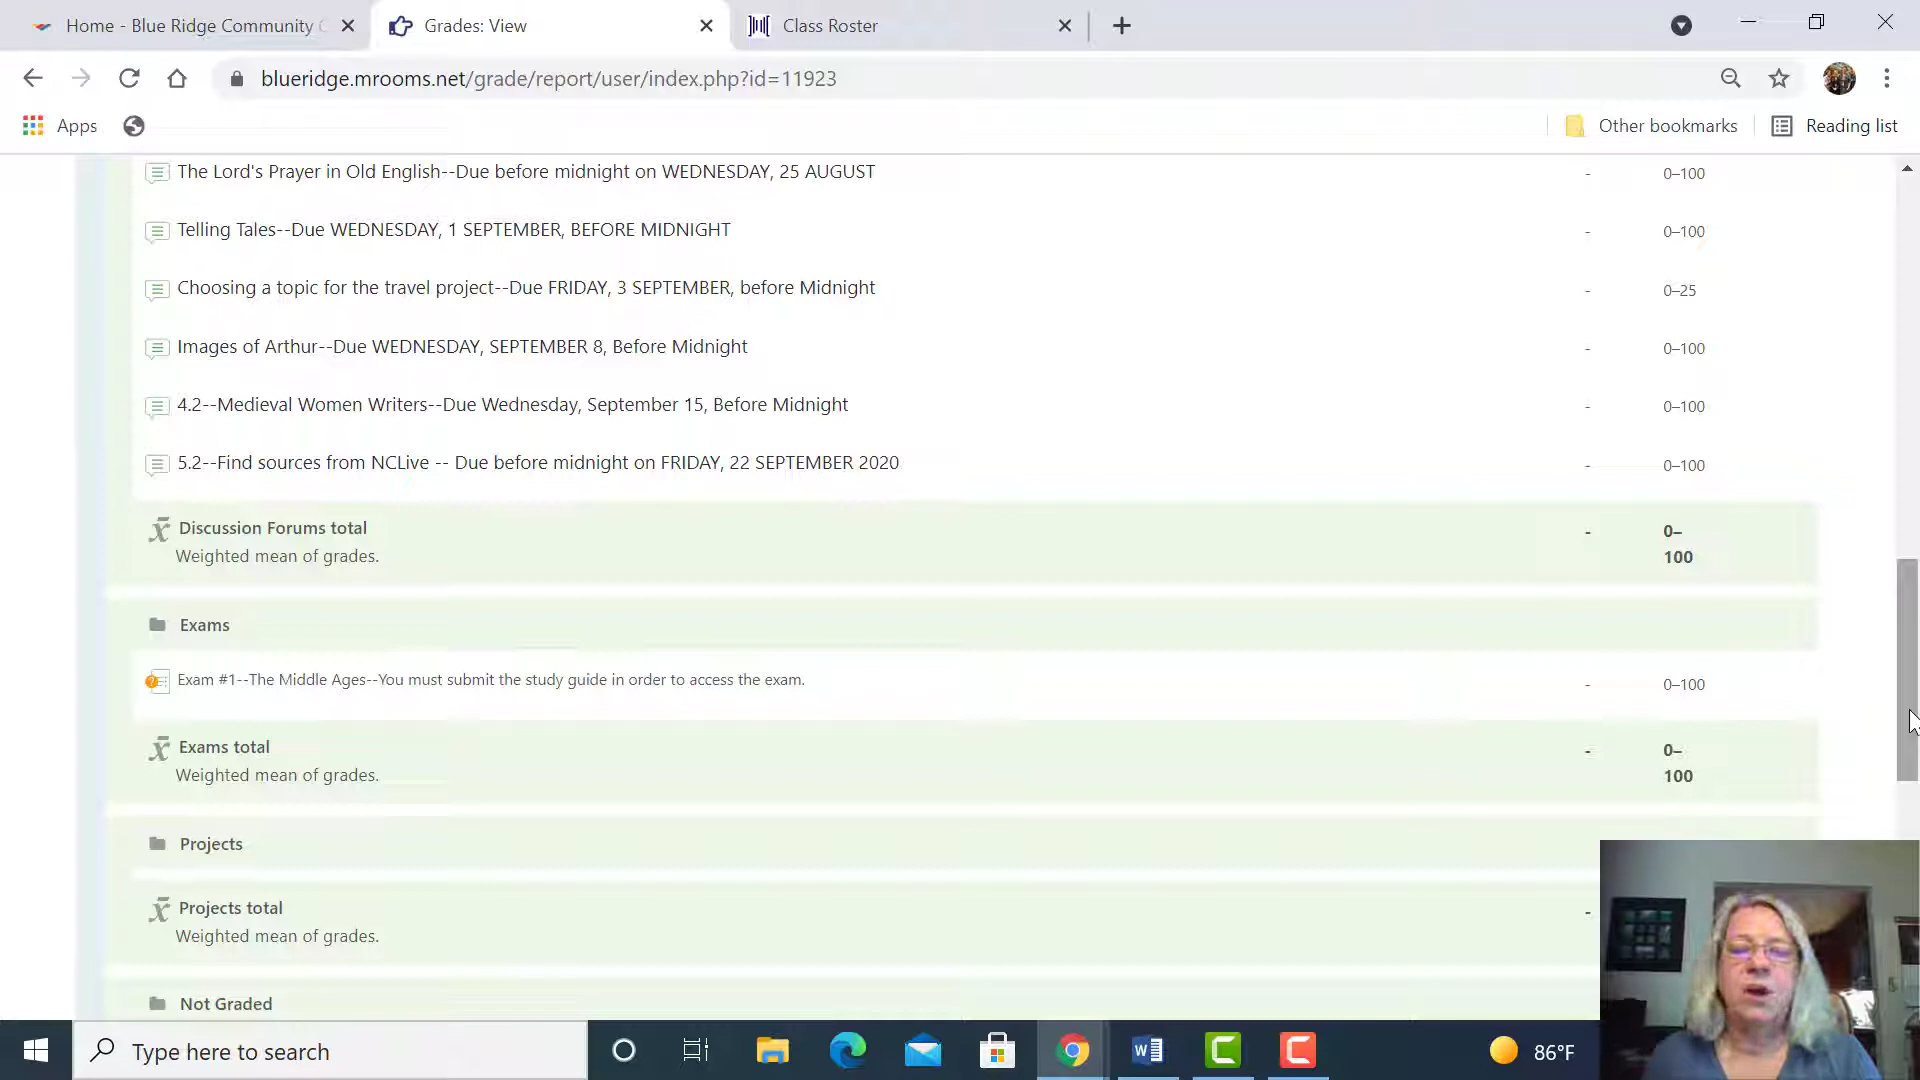 Home - Blue Ridge Community C
Grades: View
Class Roster
blueridge.mrooms.net/grade/report/user/index.php?id=11923
Apps
Other bookmarks
Reading list
The Lord's Prayer in Old English--Due before midnight on WEDNESDAY, 25 AUGUST - 0–100
Telling Tales--Due WEDNESDAY, 1 SEPTEMBER, BEFORE MIDNIGHT - 0–100
Choosing a topic for the travel project--Due FRIDAY, 3 SEPTEMBER, before Midnight - 0–25
Images of Arthur--Due WEDNESDAY, SEPTEMBER 8, Before Midnight - 0–100
4.2--Medieval Women Writers--Due Wednesday, September 15, Before Midnight - 0–100
5.2--Find sources from NCLive -- Due before midnight on FRIDAY, 22 SEPTEMBER 2020 - 0–100
x̄ Discussion Forums total - 0–
Weighted mean of grades. 100
Exams
Exam #1--The Middle Ages--You must submit the study guide in order to access the exam. - 0–100
x̄ Exams total - 0–
Weighted mean of grades. 100
Projects
x̄ Projects total -
Weighted mean of grades.
Not Graded
Type here to search
86°F